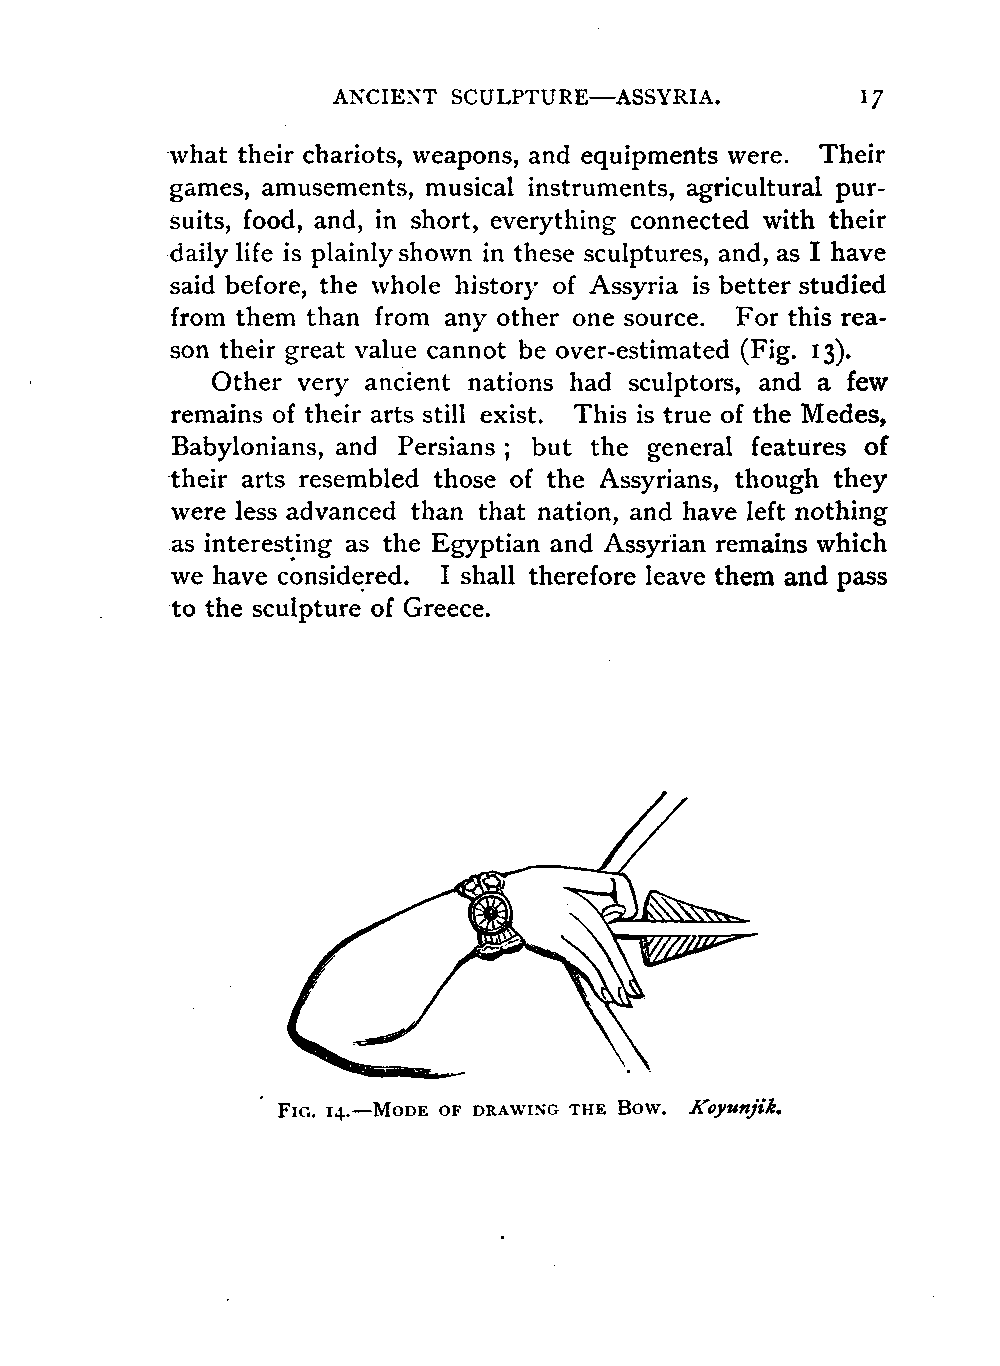 ANCIENT SCULPTURE—ASSYRIA. 17
what their chariots, weapons, and equipments were. Their
games, amusements, musical instruments, agricultural pur-
suits, food, and, in short, everything connected with their
daily life is plainly shown in these sculptures, and, as I have
said before, the whole history of Assyria is better studied
from them than from any other one source. For this rea-
son their great value cannot be over-estimated (Fig. 13).
Other very ancient nations had sculptors, and a few
remains of their arts still exist. This is true of the Medes,
Babylonians, and Persians ; but the general features of
their arts resembled those of the Assyrians, though they
were less advanced than that nation, and have left nothing
as interesting as the Egyptian and Assyrian remains which
we have considered. I shall therefore leave them and pass
to the sculpture of Greece.
FIG. 14.—MODE OF DRAWING THE BOW. Koyunjik.